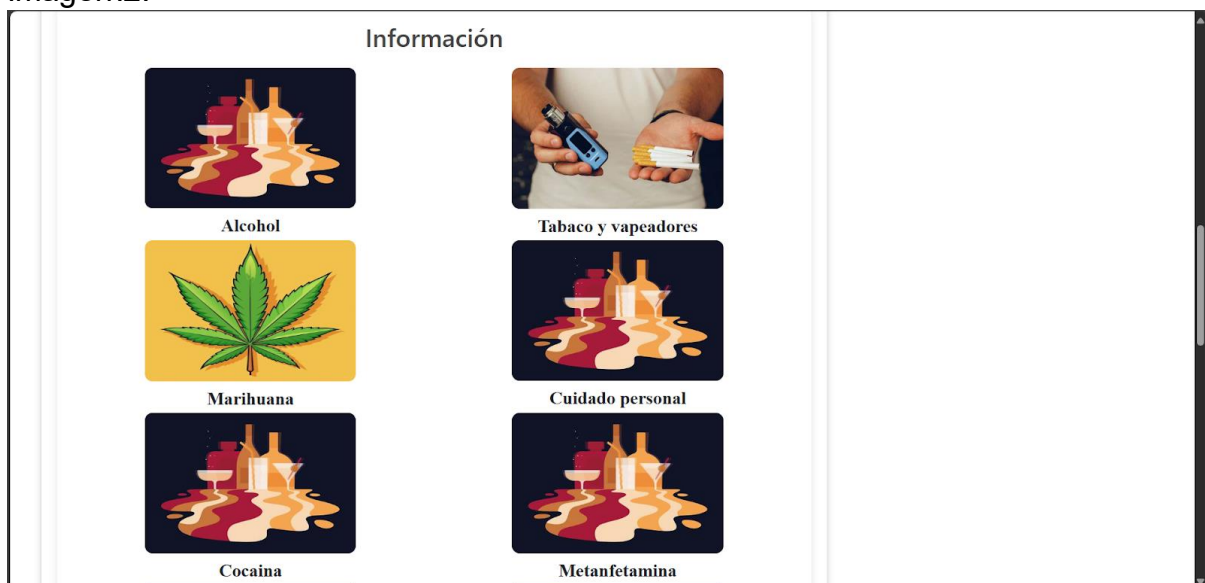 Información
Alcohol
Tabaco y vapeadores
Marihuana
Cuidado personal
Cocaina
Metanfetamina